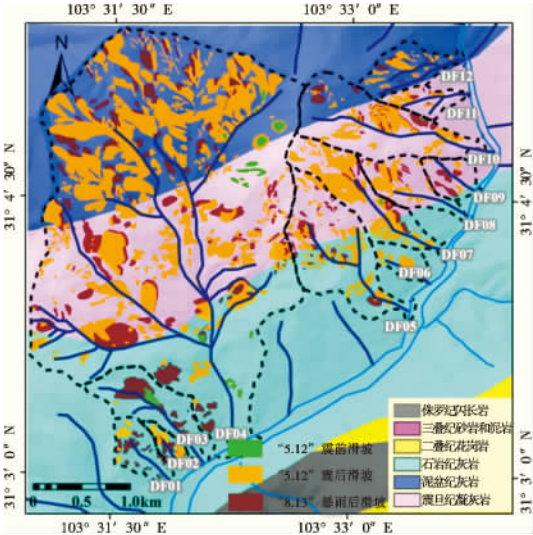 103° 31′ 30″ E
103° 33′ 0″ E
N
31° 4′ 30″ N
31° 4′ 30″ N
DF12
DF11
DF10
DF09
DF08
DF07
DF06
DF05
DF04
DF03
DF02
DF01
侏罗纪闪长岩
三叠纪砂岩和泥岩
二叠纪花岗岩
石岩纪灰岩
泥盆纪灰岩
震旦纪凝灰岩
“5.12”震前滑坡
“5.12”震后滑坡
“8.13”暴雨后滑坡
0 0.5 1.0km
31° 3′ 0″ N
31° 3′ 0″ N
103° 31′ 30″ E
103° 33′ 0″ E